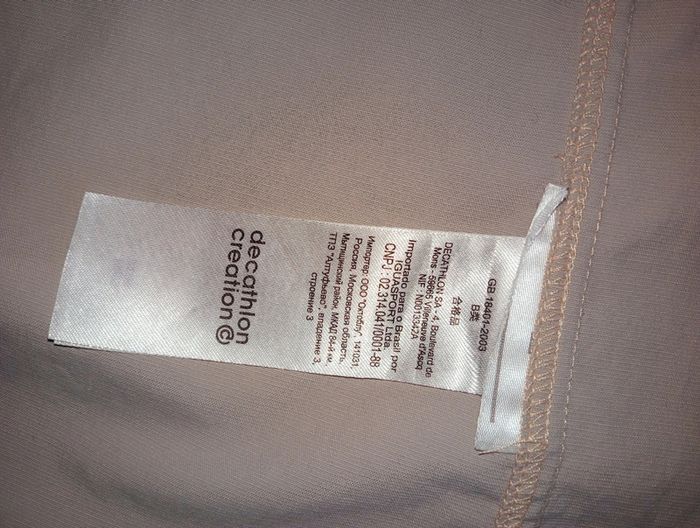 GB 18401-2003
B类
合格品
DECATHLON SA - 4, Boulevard de
Mons - 59665 Villeneuve d'Ascq
NIF: N0013342A
Importado para o Brasil por
IGUASPORT Ltda.
CNPJ : 02.314.041/0001-88
Импортер: ООО "Октоблу", 141031,
Россия, Московская область,
Мытищинский район, МКАД 84-й км.,
ТПЗ "Алтуфьево", владение 3,
строение 3
decathlon
creation ©